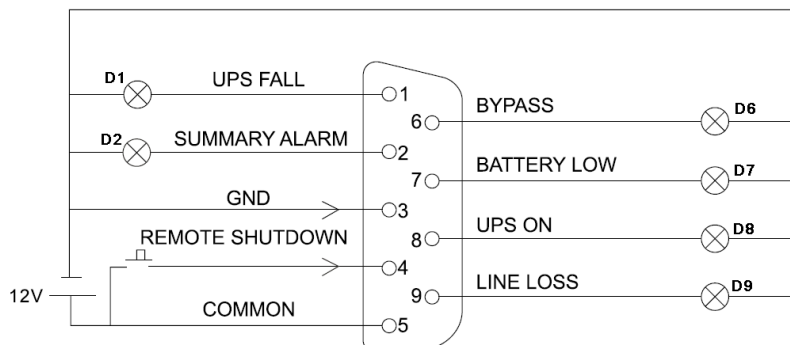 D1 UPS FALL 1
6 BYPASS D6
D2 SUMMARY ALARM 2
7 BATTERY LOW D7
GND 3
8 UPS ON D8
REMOTE SHUTDOWN 4
9 LINE LOSS D9
12V
COMMON 5